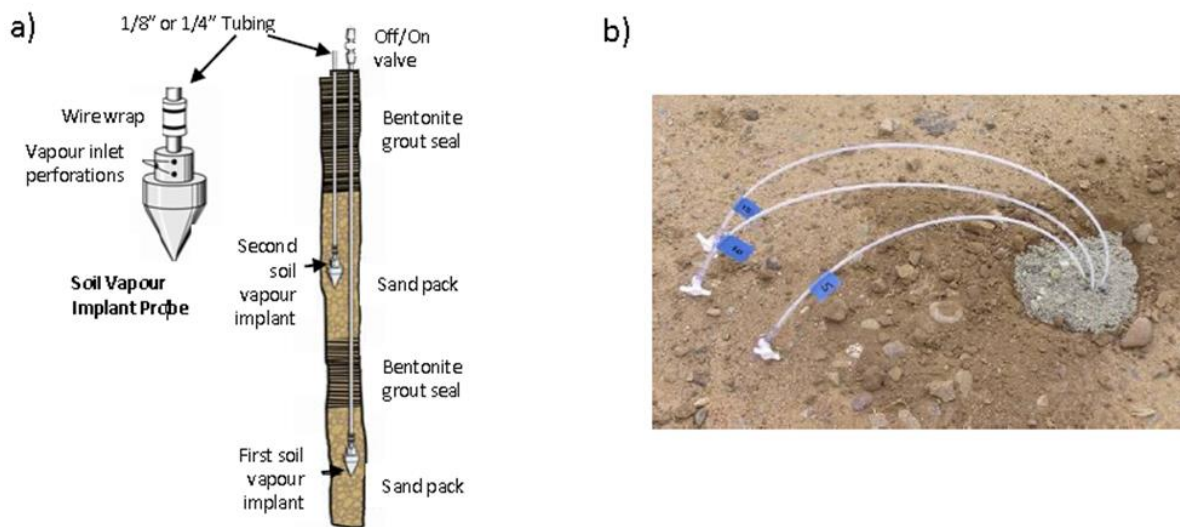 a)
1/8" or 1/4" Tubing
Off/On
valve
Wire wrap
Vapour inlet
perforations
Soil Vapour
Implant Probe
Bentonite
grout seal
Second
soil
vapour
implant
Sand pack
Bentonite
grout seal
First soil
vapour
implant
Sand pack
b)